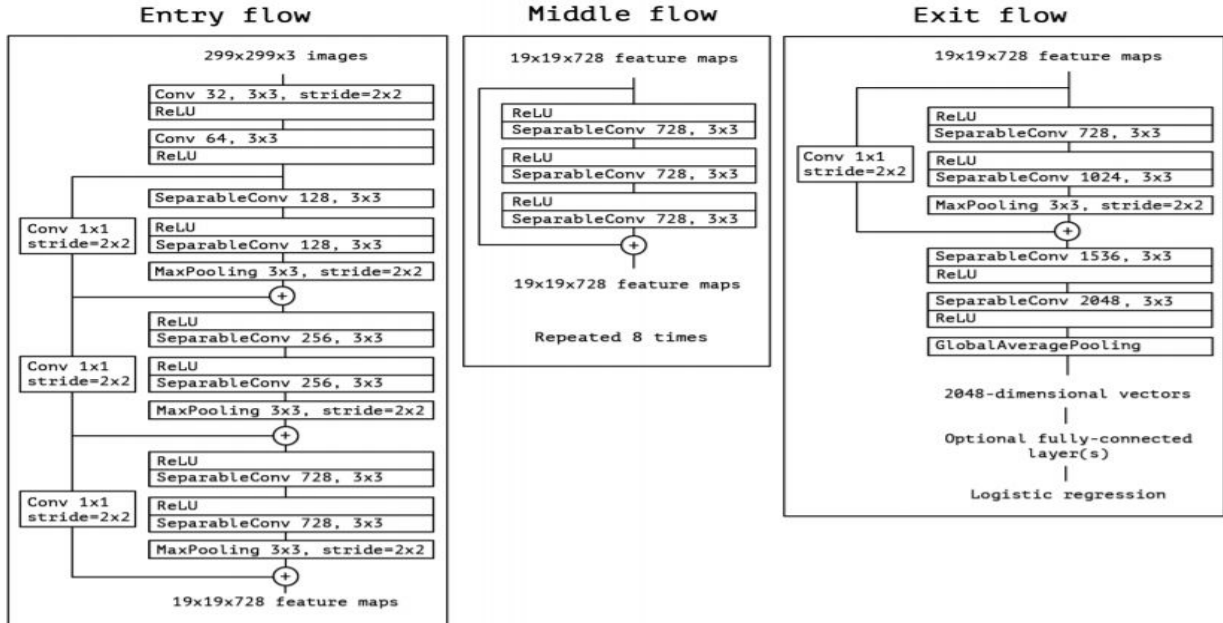 Entry flow
299x299x3 images
Conv 32, 3x3, stride=2x2
ReLU
Conv 64, 3x3
ReLU
SeparableConv 128, 3x3
Conv 1x1
stride=2x2
ReLU
SeparableConv 128, 3x3
MaxPooling 3x3, stride=2x2
+
ReLU
SeparableConv 256, 3x3
Conv 1x1
stride=2x2
ReLU
SeparableConv 256, 3x3
MaxPooling 3x3, stride=2x2
+
ReLU
SeparableConv 728, 3x3
Conv 1x1
stride=2x2
ReLU
SeparableConv 728, 3x3
MaxPooling 3x3, stride=2x2
+
19x19x728 feature maps
Middle flow
19x19x728 feature maps
ReLU
SeparableConv 728, 3x3
ReLU
SeparableConv 728, 3x3
ReLU
SeparableConv 728, 3x3
+
19x19x728 feature maps
Repeated 8 times
Exit flow
19x19x728 feature maps
ReLU
SeparableConv 728, 3x3
Conv 1x1
stride=2x2
ReLU
SeparableConv 1024, 3x3
MaxPooling 3x3, stride=2x2
+
SeparableConv 1536, 3x3
ReLU
SeparableConv 2048, 3x3
ReLU
GlobalAveragePooling
2048-dimensional vectors
Optional fully-connected
layer(s)
Logistic regression